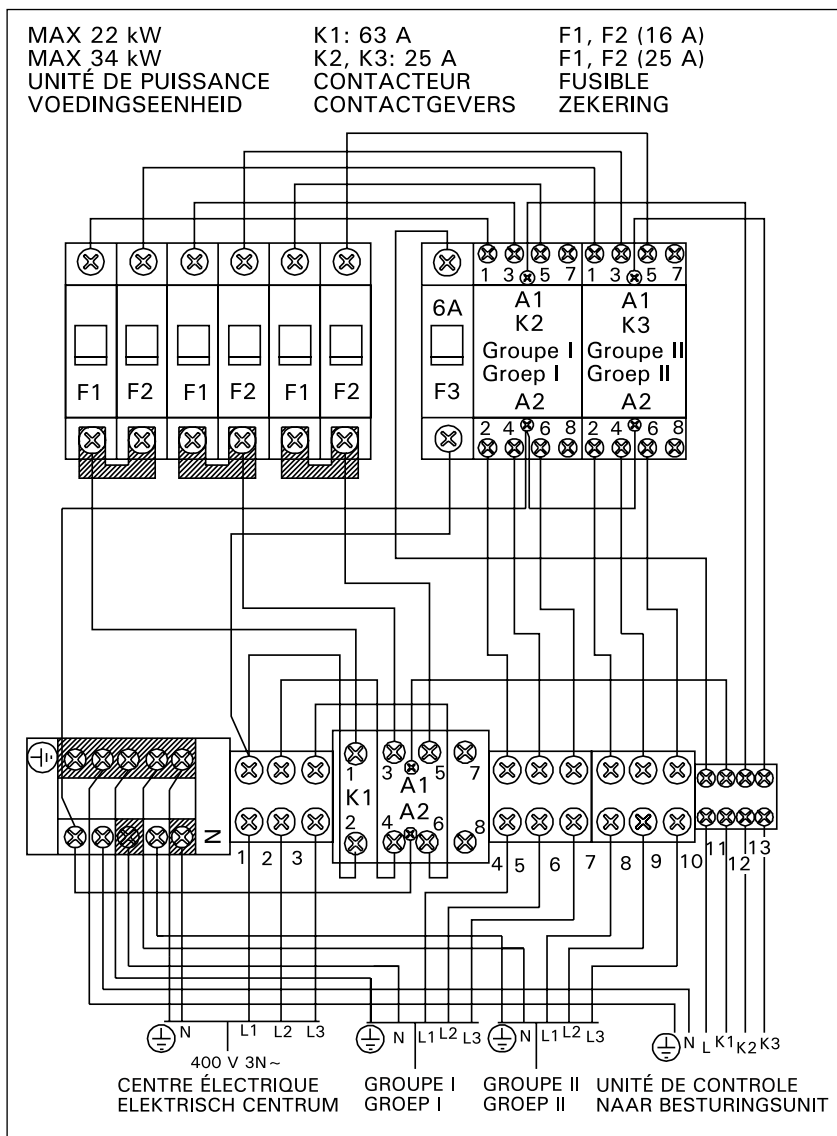 MAX 22 kW K1: 63 A F1, F2 (16 A)
MAX 34 kW K2, K3: 25 A F1, F2 (25 A)
UNITÉ DE PUISSANCE CONTACTEUR FUSIBLE
VOEDINGSEENHEID CONTACTGEVERS ZEKERING
1 3 5 7 1 3 5 7
6A A1 A1
K2 K3
Groupe I Groupe II
F1 F2 F1 F2 F1 F2 F3 Groep I Groep II
A2 A2
2 4 6 8 2 4 6 8
1 3 5 7
K1 A1
A2
2 4 6 8
N
1 2 3 4 5 6 7 8 9 10 11 12 13
N L1 L2 L3 N L1 L2 L3 N L1 L2 L3 N L K1 K2 K3
400 V 3N~
CENTRE ÉLECTRIQUE GROUPE I GROUPE II UNITÉ DE CONTROLE
ELEKTRISCH CENTRUM GROEP I GROEP II NAAR BESTURINGSUNIT